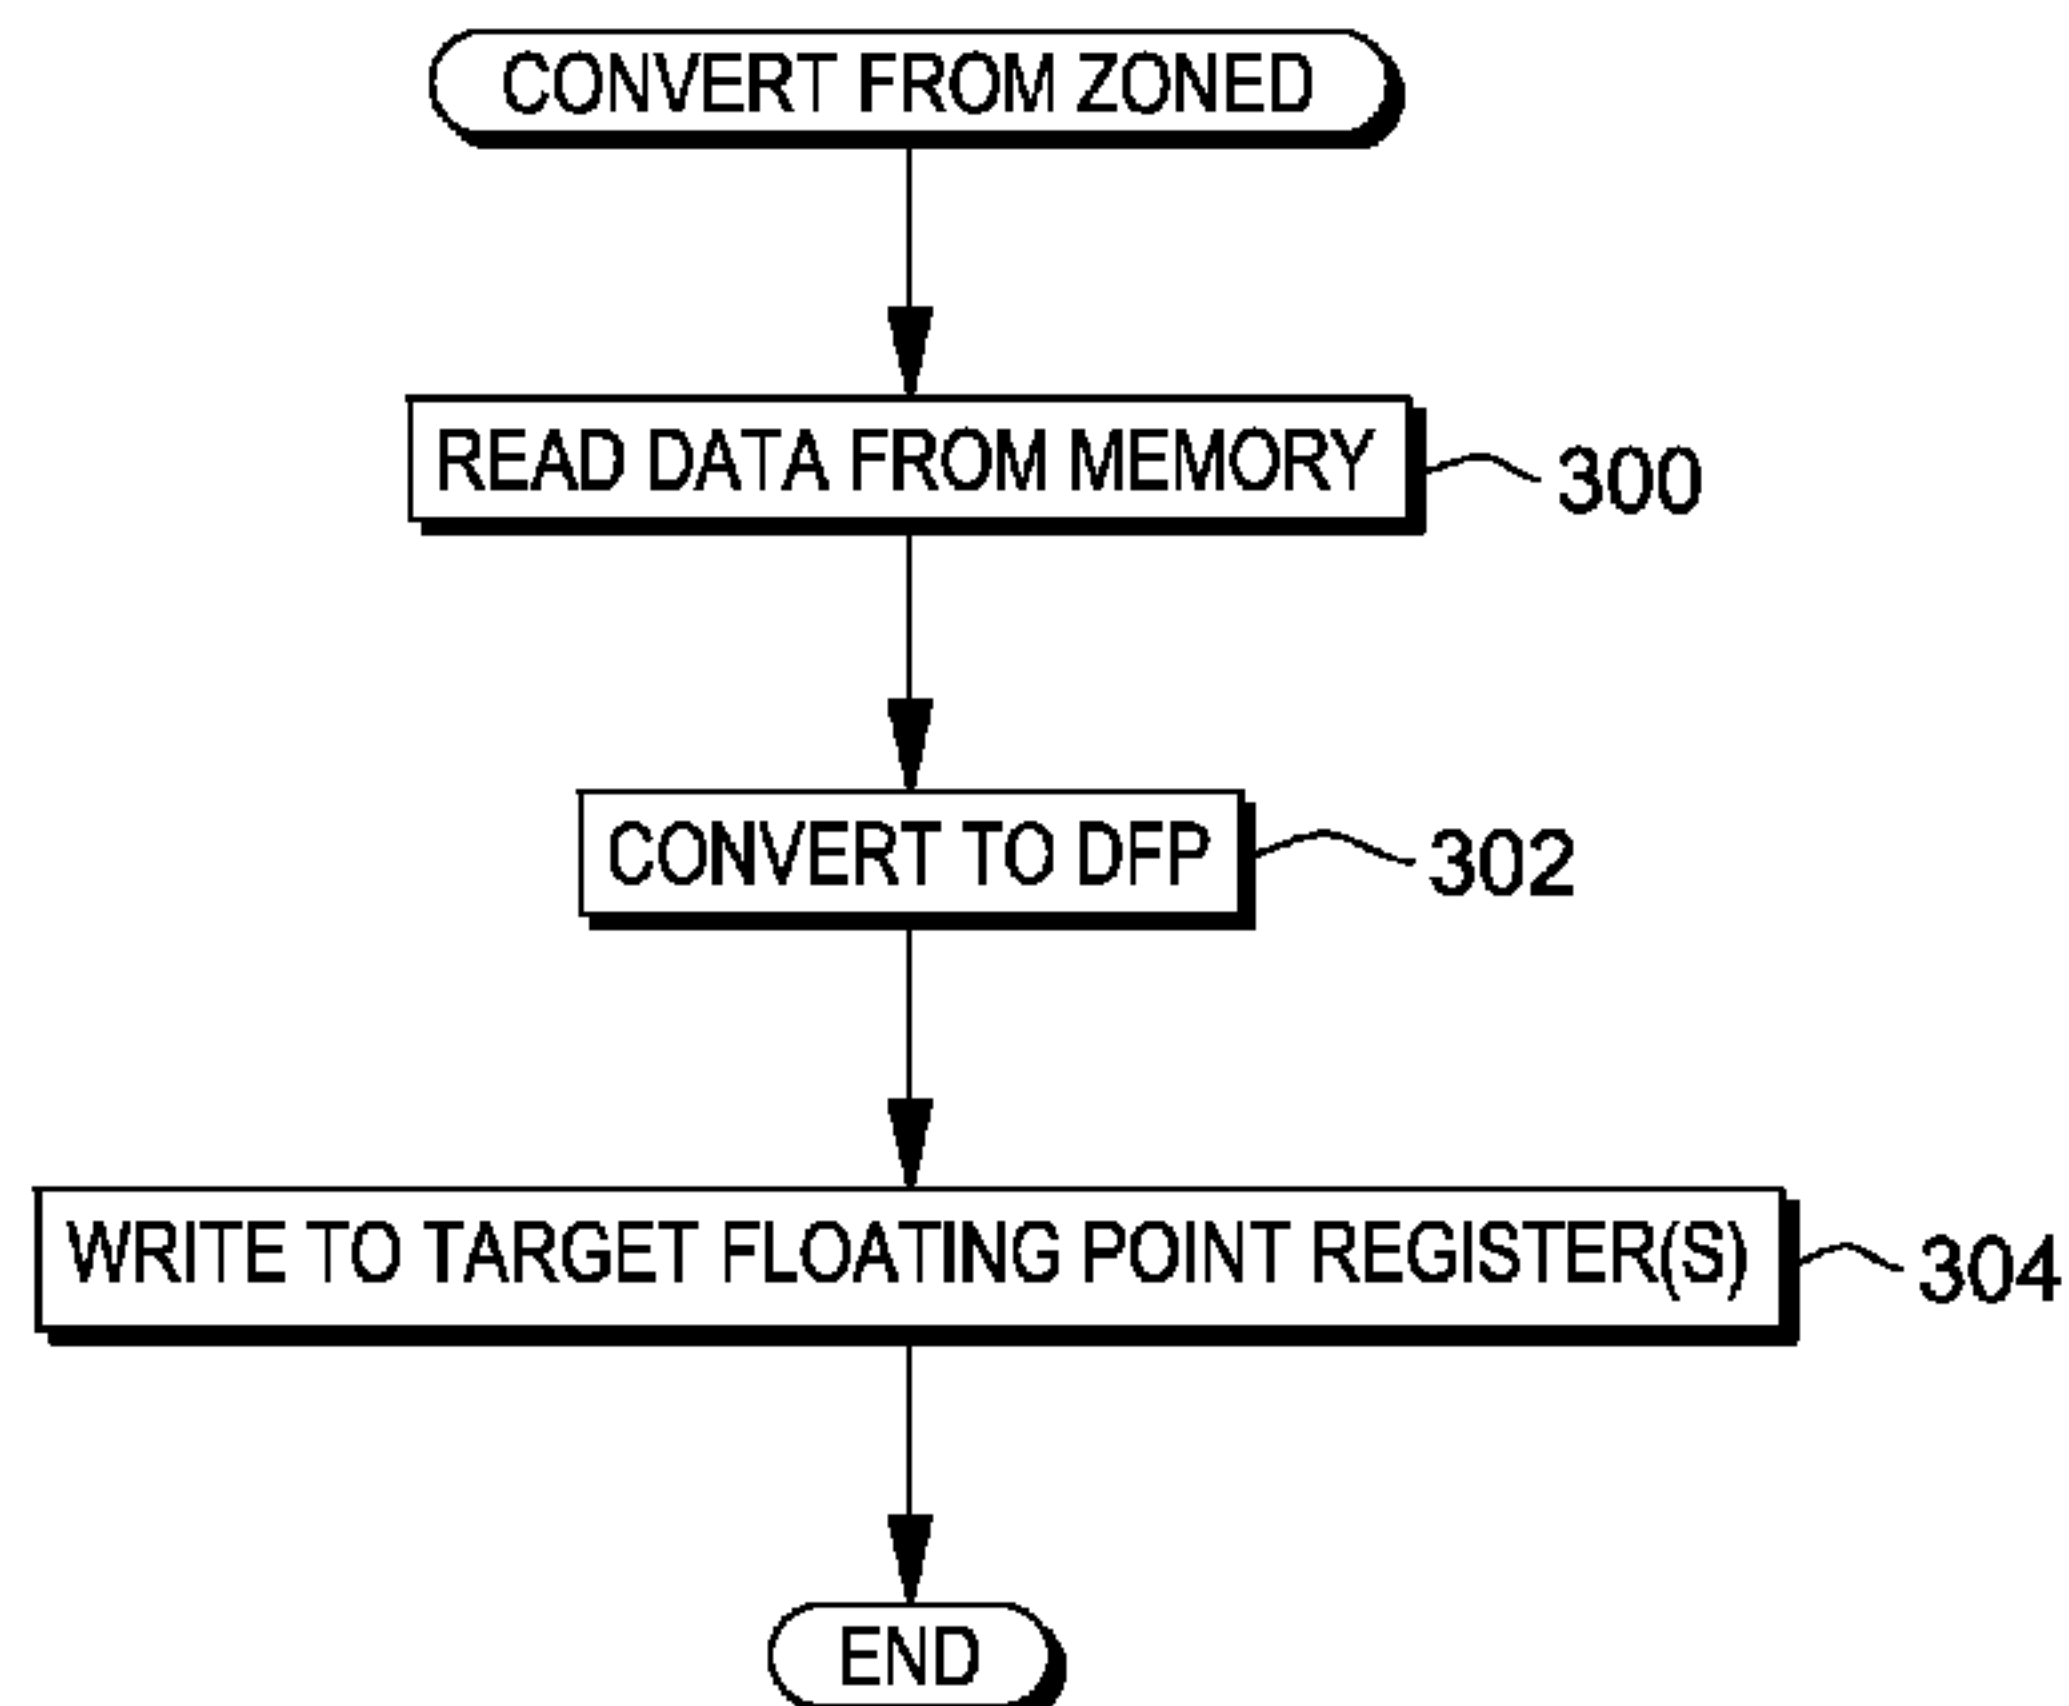 CONVERT FROM ZONED
READ DATA FROM MEMORY
300
CONVERT TO DFP
302
WRITE TO TARGET FLOATING POINT REGISTER(S)
304
END